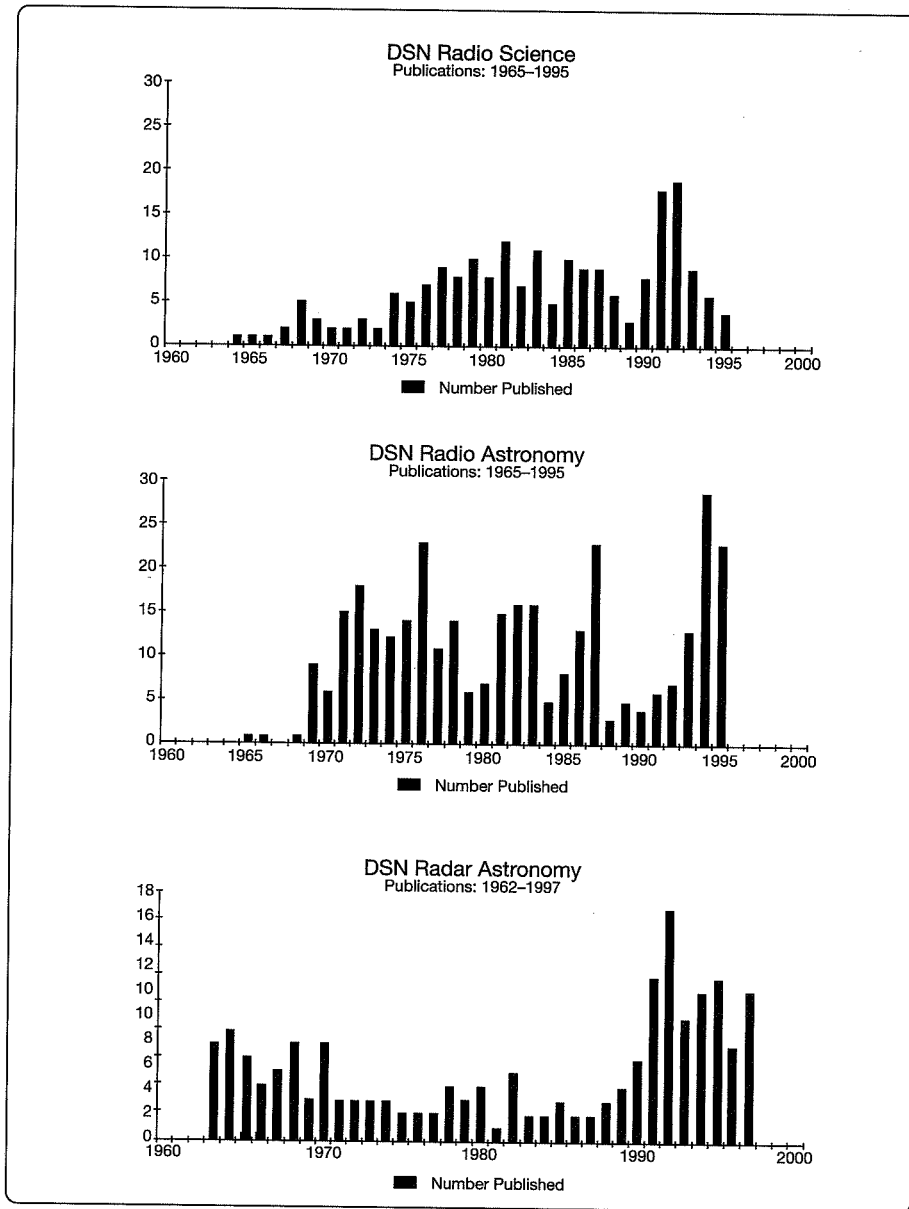 DSN Radio Science
Publications: 1965–1995
30
25
20
15
10
5
0
1960 1965 1970 1975 1980 1985 1990 1995 2000
Number Published
DSN Radio Astronomy
Publications: 1965–1995
30
25
20
15
10
5
0
1960 1965 1970 1975 1980 1985 1990 1995 2000
Number Published
DSN Radar Astronomy
Publications: 1962–1997
18
16
14
12
10
10
8
6
4
2
0
1960 1970 1980 1990 2000
Number Published